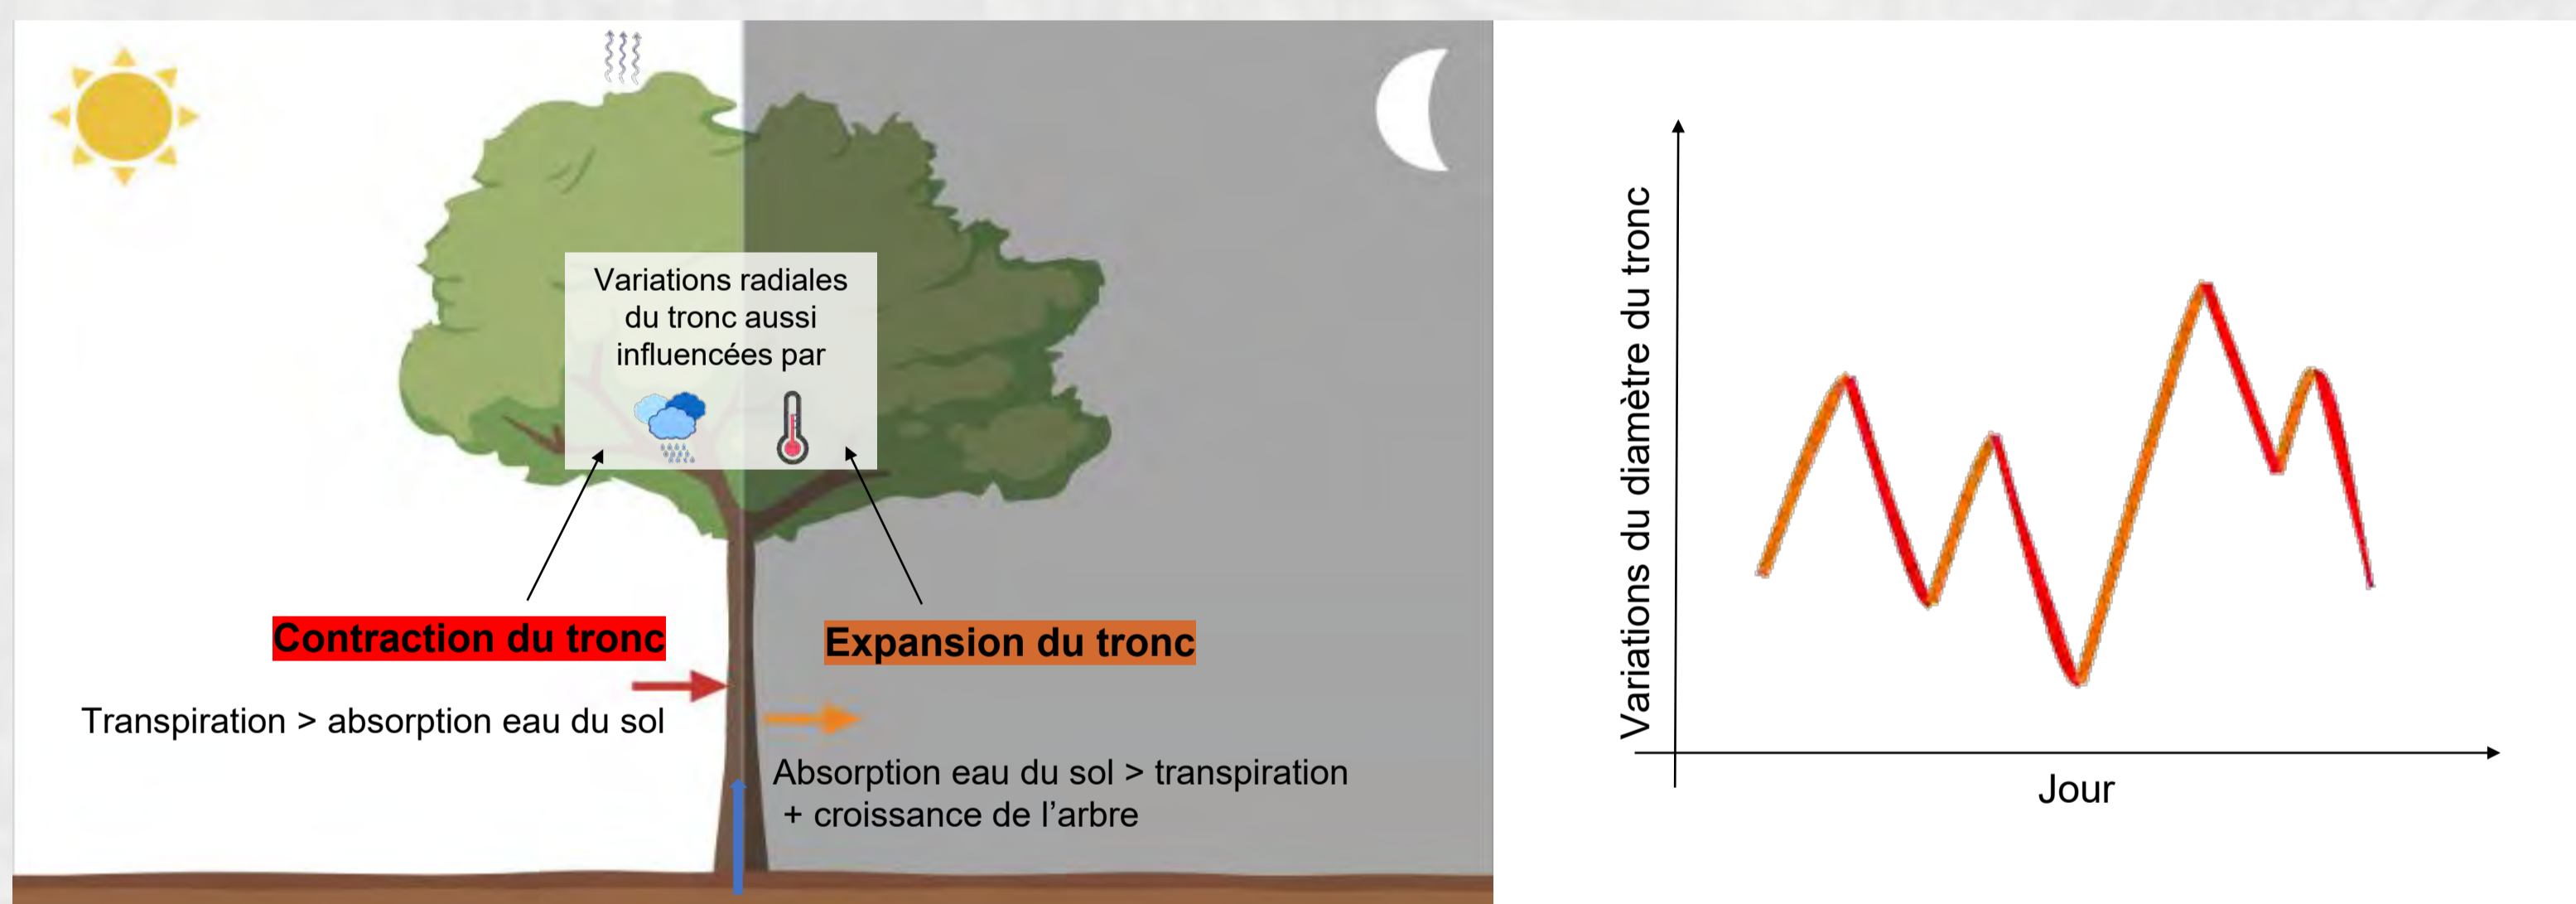 Variations radiales
du tronc aussi
influencées par
Contraction du tronc
Transpiration > absorption eau du sol
Expansion du tronc
Absorption eau du sol > transpiration
+ croissance de l'arbre
Variations du diamètre du tronc
Jour